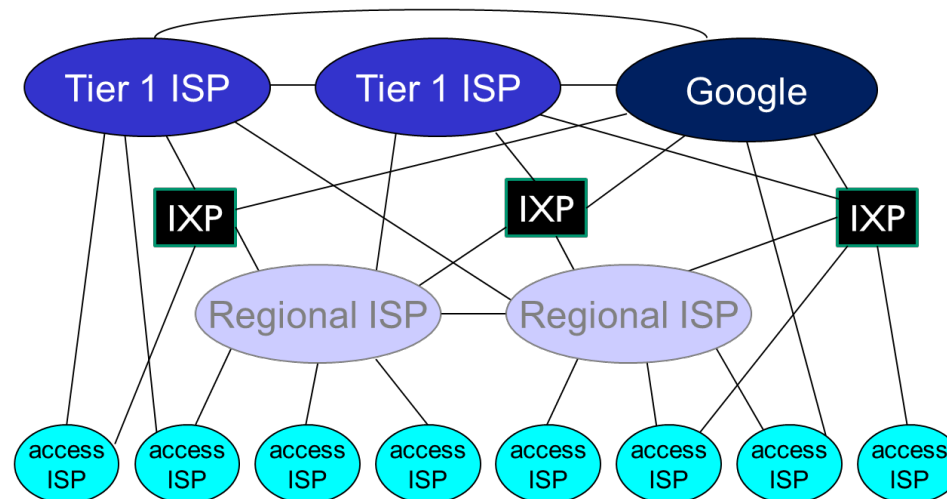 Tier 1 ISP
Tier 1 ISP
Google
IXP
IXP
IXP
Regional ISP
Regional ISP
access
ISP
access
ISP
access
ISP
access
ISP
access
ISP
access
ISP
access
ISP
access
ISP